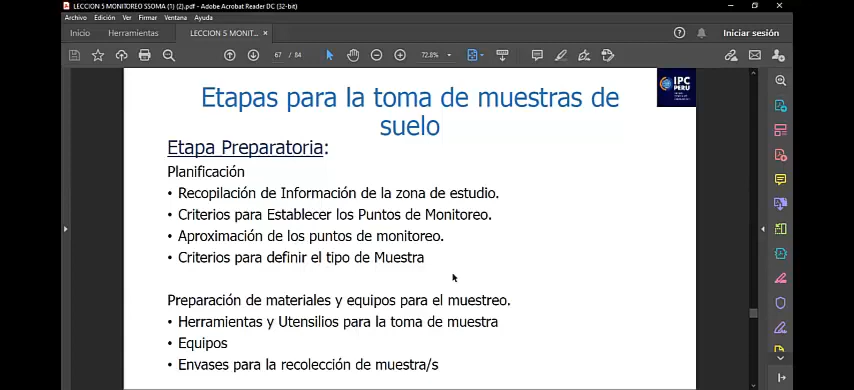 LECCION 5 MONITOREO SSOMA (1) (2).pdf - Adobe Acrobat Reader DC (32-bit)
Archivo Edición Ver Firmar Ventana Ayuda
Inicio Herramientas LECCION 5 MONIT... × Iniciar sesión
67 / 84 72.8%
Etapas para la toma de muestras de
suelo
IPC
PERU
Etapa Preparatoria:
Planificación
• Recopilación de Información de la zona de estudio.
• Criterios para Establecer los Puntos de Monitoreo.
• Aproximación de los puntos de monitoreo.
• Criterios para definir el tipo de Muestra
Preparación de materiales y equipos para el muestreo.
• Herramientas y Utensilios para la toma de muestra
• Equipos
• Envases para la recolección de muestra/s